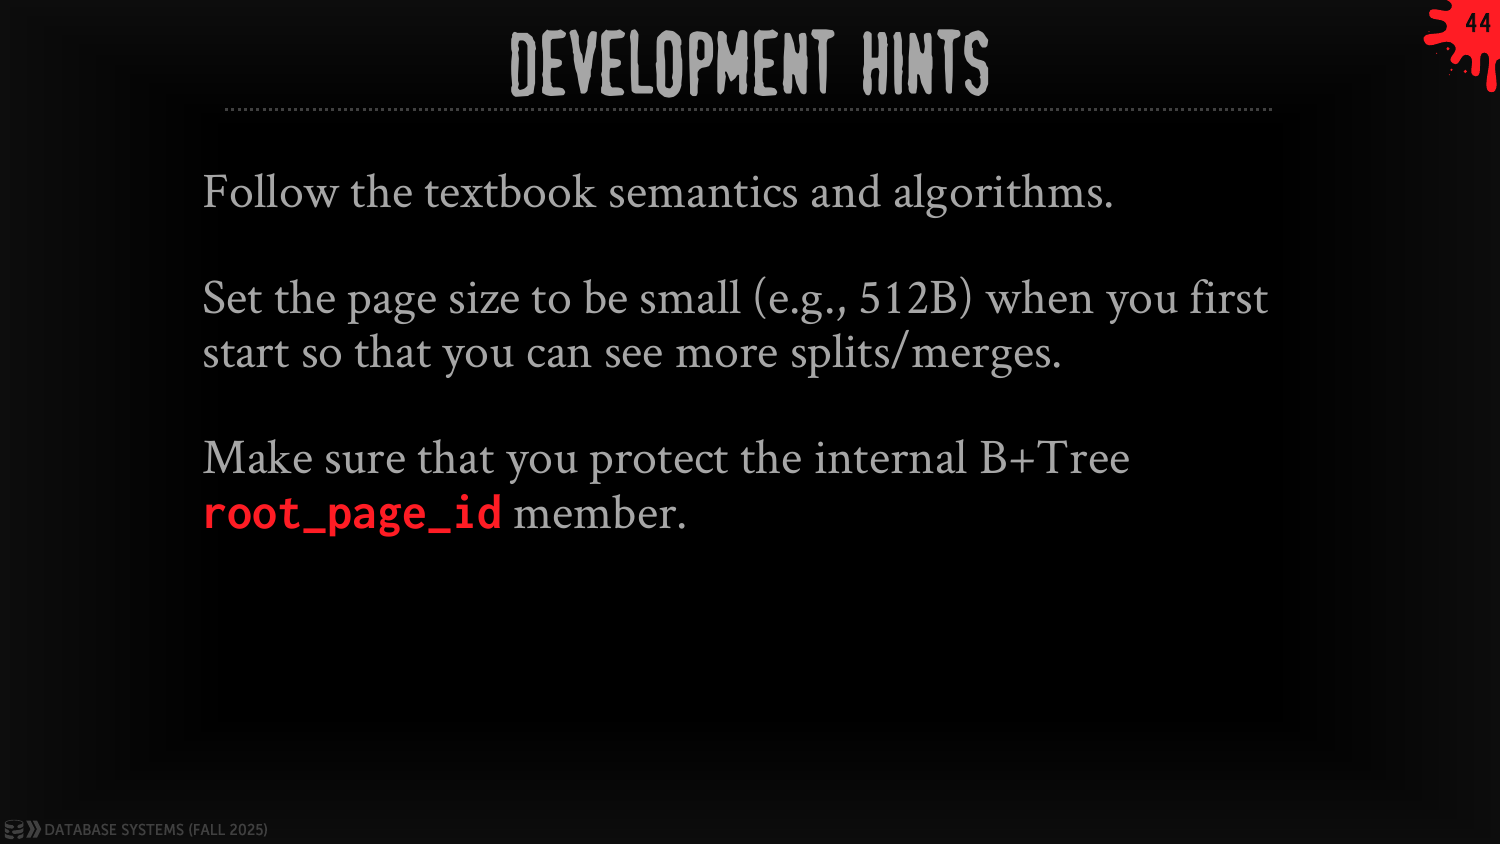 DEVELOPMENT HINTS
44
Follow the textbook semantics and algorithms.
Set the page size to be small (e.g., 512B) when you first
start so that you can see more splits/merges.
Make sure that you protect the internal B+Tree
root_page_id member.
DATABASE SYSTEMS (FALL 2025)